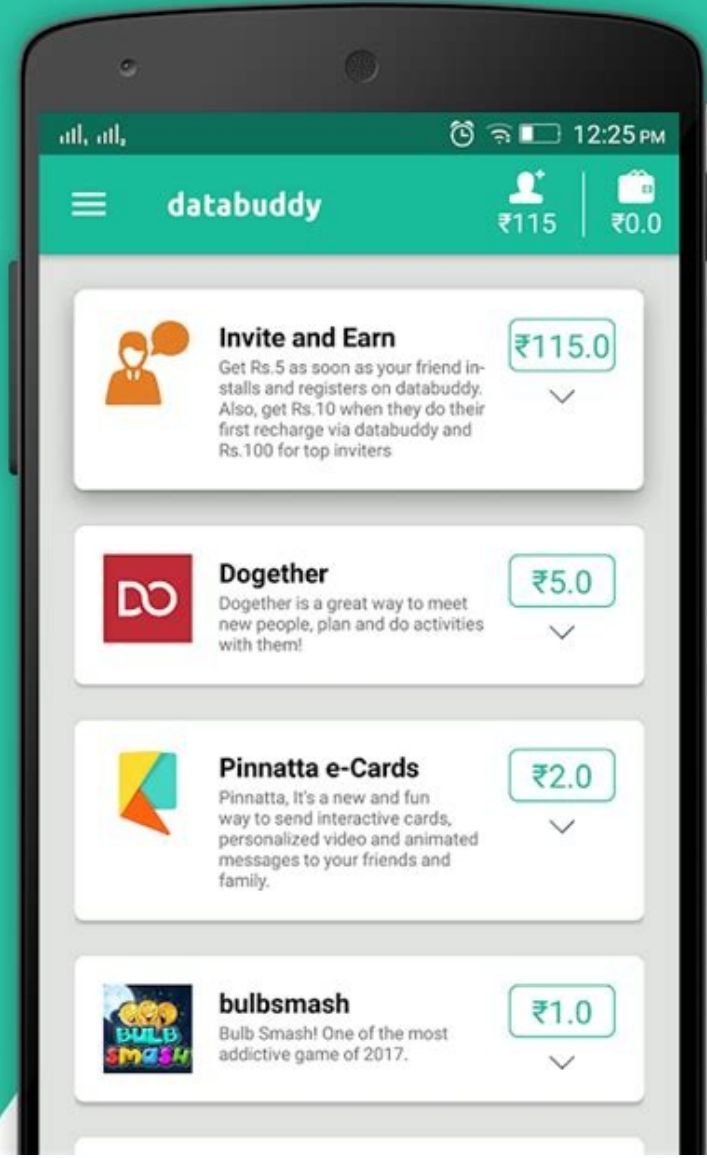 12:25 PM
databuddy
₹115
₹0.0
Invite and Earn
₹115.0
Get Rs.5 as soon as your friend in-
stalls and registers on databuddy.
Also, get Rs.10 when they do their
first recharge via databuddy and
Rs.100 for top inviters
DO
Dogether
₹5.0
Dogether is a great way to meet
new people, plan and do activities
with them!
Pinnatta e-Cards
₹2.0
Pinnatta, It's a new and fun
way to send interactive cards,
personalized video and animated
messages to your friends and
family.
BULB
SMASH
bulbsmash
₹1.0
Bulb Smash! One of the most
addictive game of 2017.